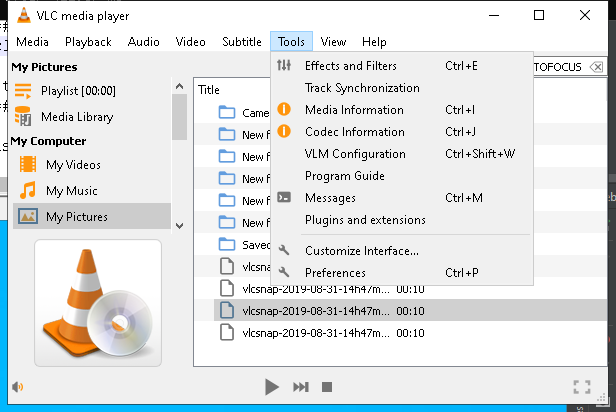 VLC media player
Media Playback Audio Video Subtitle Tools View Help
My Pictures
Playlist [00:00]
Media Library
My Computer
My Videos
My Music
My Pictures
TOFOCUS
Title
Came
New f
New f
New f
New f
New f
Saved
vlcsnap-2019-08-31-14h47m... 00:10
vlcsnap-2019-08-31-14h47m... 00:10
vlcsnap-2019-08-31-14h47m... 00:10
Effects and Filters Ctrl+E
Track Synchronization
Media Information Ctrl+I
Codec Information Ctrl+J
VLM Configuration Ctrl+Shift+W
Program Guide
Messages Ctrl+M
Plugins and extensions
Customize Interface...
Preferences Ctrl+P